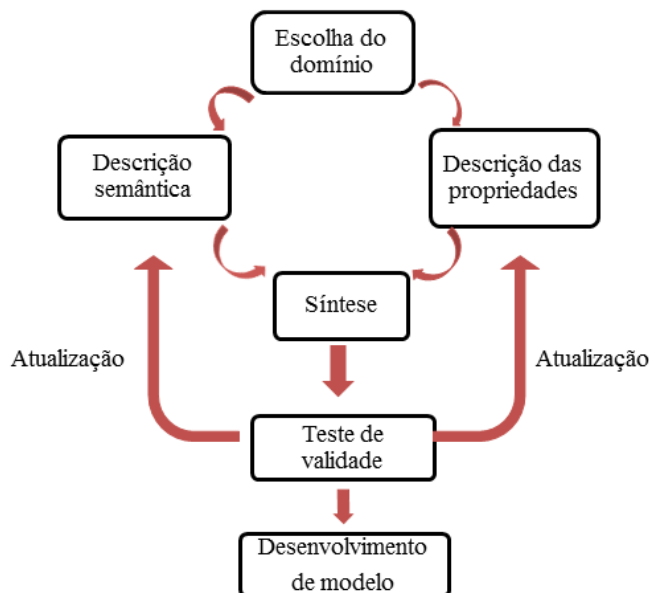 Escolha do
domínio
Descrição
semântica
Descrição das
propriedades
Síntese
Atualização
Atualização
Teste de
validade
Desenvolvimento
de modelo